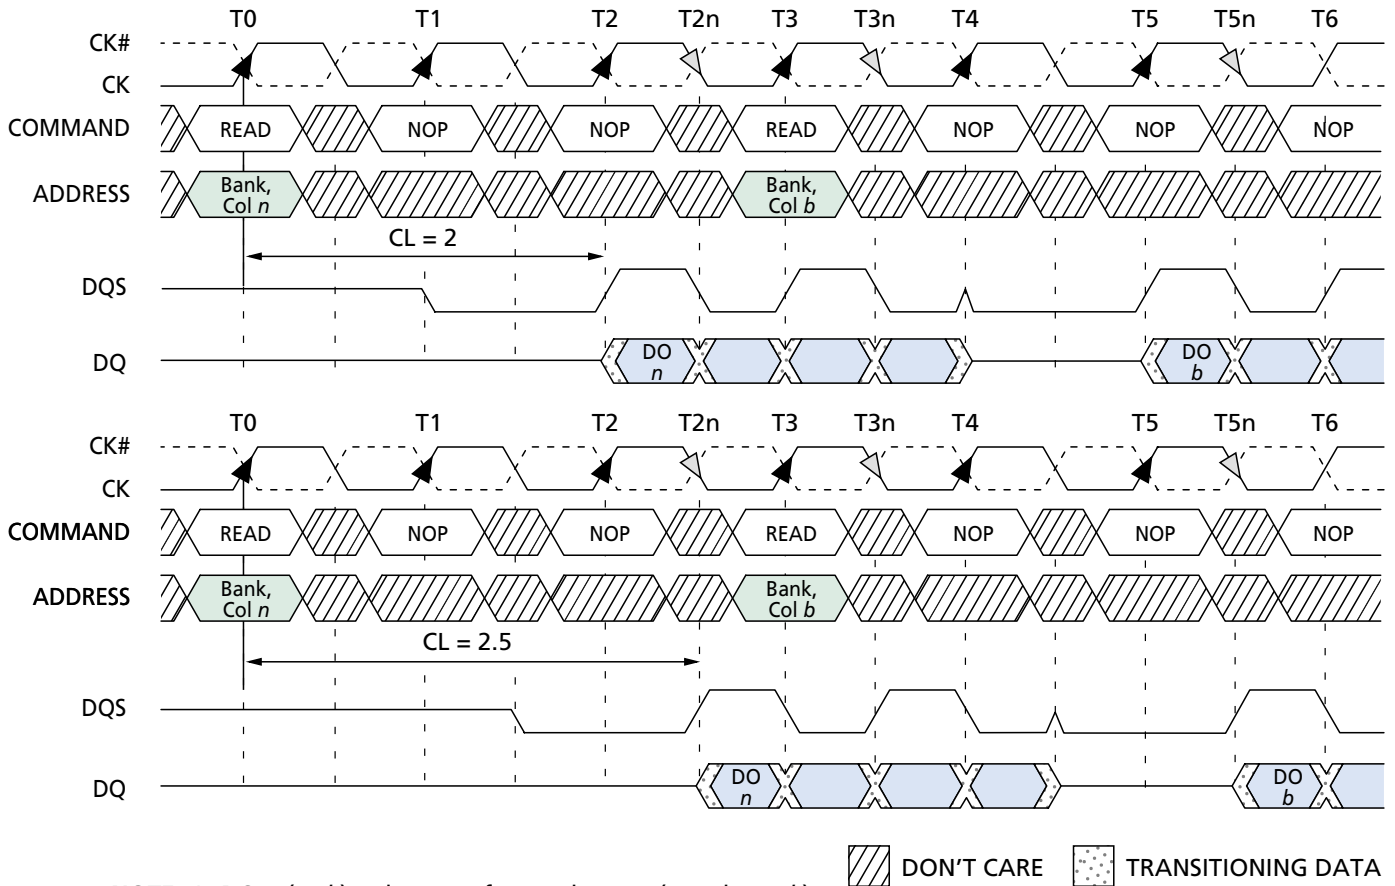 T0 T1 T2 T2n T3 T3n T4 T5 T5n T6
CK#
CK
COMMAND READ NOP NOP READ NOP NOP NOP
ADDRESS Bank, Col n Bank, Col b
CL = 2
DQS
DQ DO n DO b
T0 T1 T2 T2n T3 T3n T4 T5 T5n T6
CK#
CK
COMMAND READ NOP NOP READ NOP NOP NOP
ADDRESS Bank, Col n Bank, Col b
CL = 2.5
DQS
DQ DO n DO b
DON'T CARE TRANSITIONING DATA